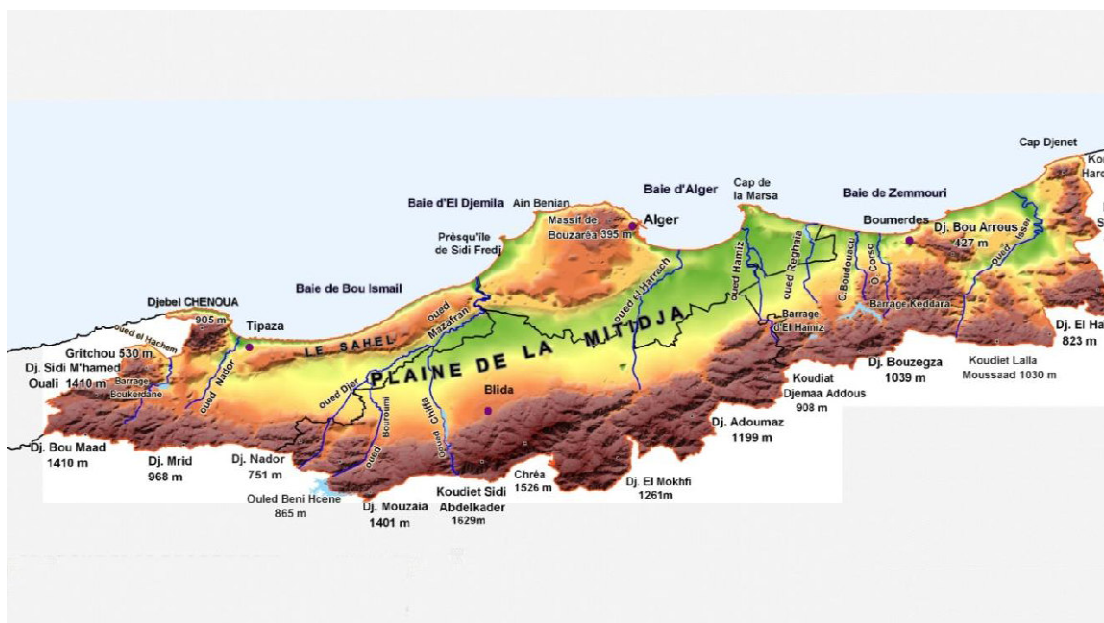 Cap Djenet
Baie d'Alger
Cap de
la Marsa
Baie de Zemmouri
Baie d'El Djemila
Ain Benian
Massif de
Bouzaréa 395 m
Alger
Boumerdes
Dj. Bou Arrous
427 m
oued Isser
Prèsqu'île
de Sidi Fredj
Baie de Bou Ismail
oued
Mazafran
oued el Harrach
oued Hamiz
oued Reghaia
O. Corso
Djebel CHENOUA
905 m
Tipaza
oued el Hachem
LE SAHEL
PLAINE DE LA MITIDJA
Barrage
d'El Hamiz
Barrage Keddara
Gritchou 530 m
Dj. Sidi M'hamed
Ouali 1410 m
Barrage
Boukerdane
oued
Nador
oued Djer
oued
Bouroumi
oued Chiffa
Blida
Dj. El Ha
823 m
Koudiet Lalla
Moussaad 1030 m
Dj. Bouzegza
1039 m
Koudiat
Djemaa Addous
908 m
Dj. Adoumaz
1199 m
Dj. Bou Maad
1410 m
Dj. Mrid
968 m
Dj. Nador
751 m
Ouled Beni Hcene
865 m
Dj. Mouzaia
1401 m
Koudiet Sidi
Abdelkader
1629m
Chréa
1526 m
Dj. El Mokhfi
1261m